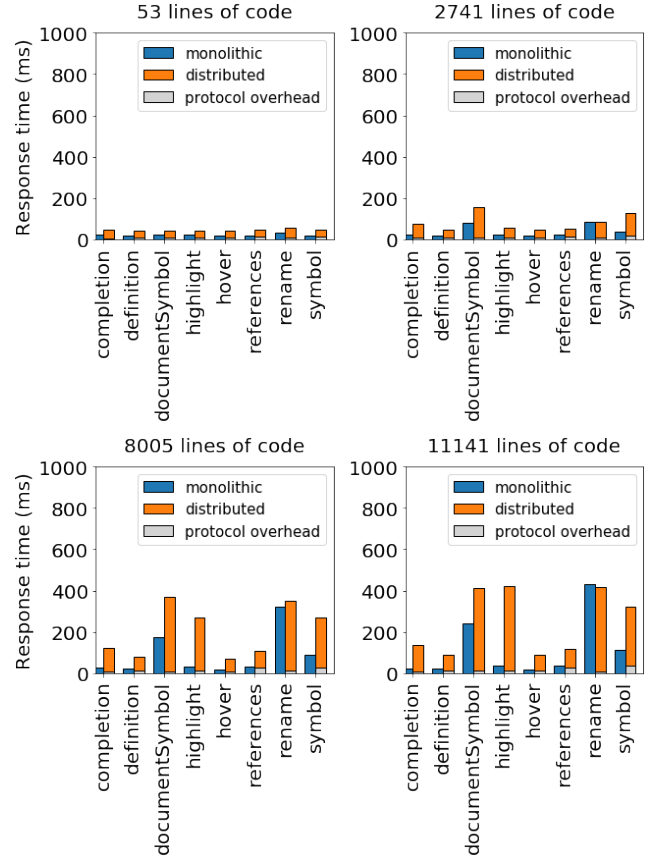 53 lines of code
Response time (ms)
1000
800
600
400
200
0
monolithic
distributed
protocol overhead
completion
definition
documentSymbol
highlight
hover
references
rename
symbol
2741 lines of code
1000
800
600
400
200
0
monolithic
distributed
protocol overhead
completion
definition
documentSymbol
highlight
hover
references
rename
symbol
8005 lines of code
Response time (ms)
1000
800
600
400
200
0
monolithic
distributed
protocol overhead
completion
definition
documentSymbol
highlight
hover
references
rename
symbol
11141 lines of code
1000
800
600
400
200
0
monolithic
distributed
protocol overhead
completion
definition
documentSymbol
highlight
hover
references
rename
symbol